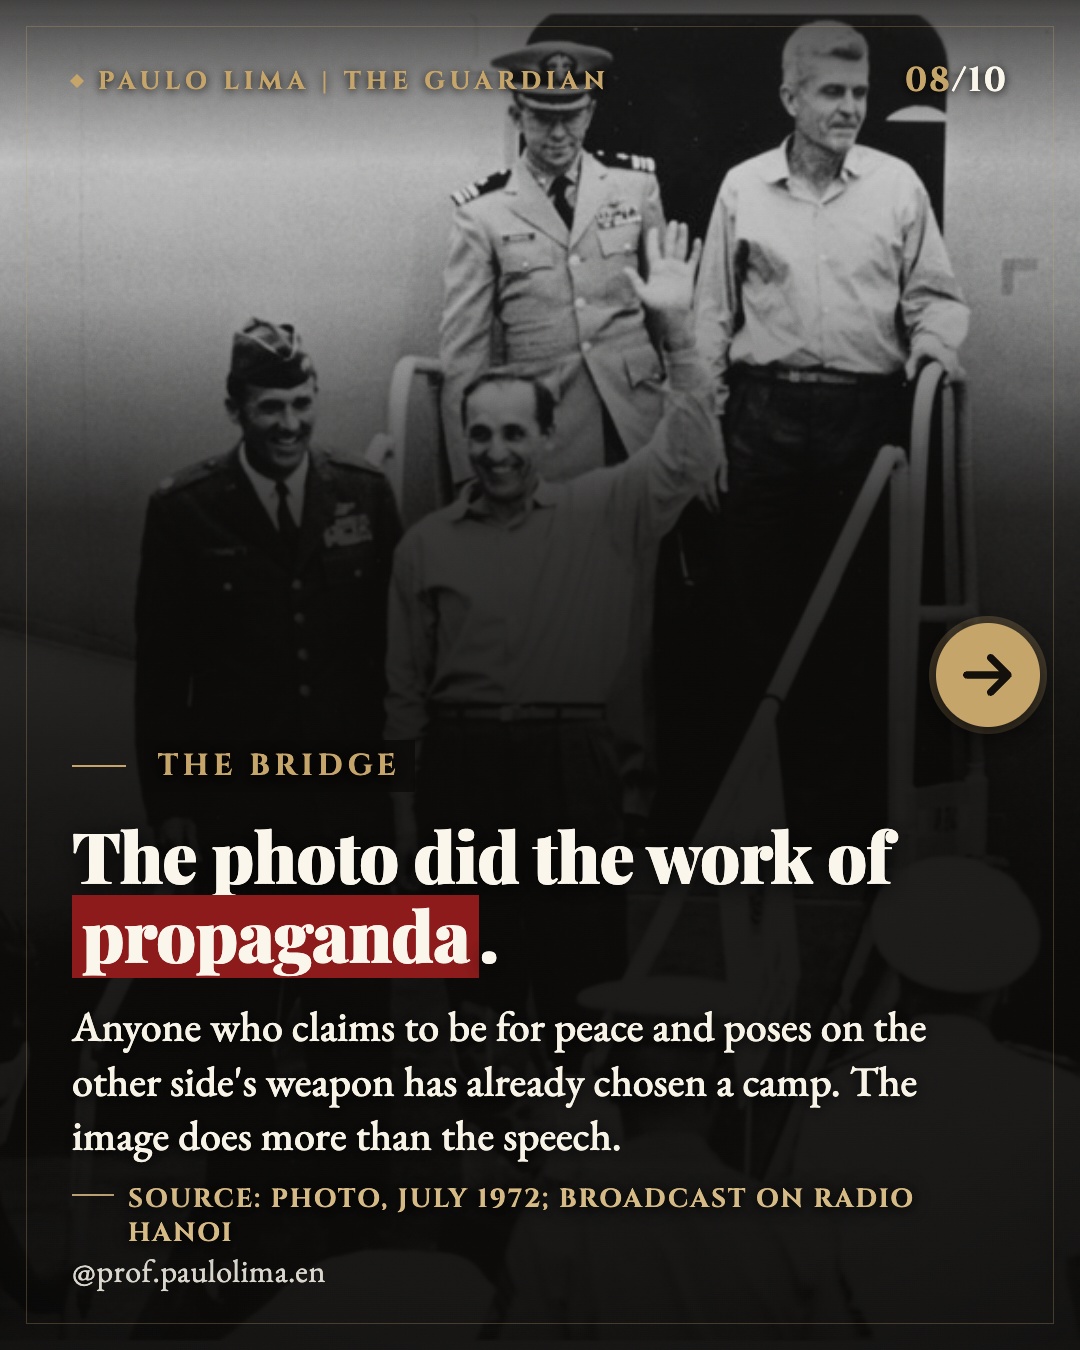 ◆ PAULO LIMA | THE GUARDIAN
08/10
THE BRIDGE
The photo did the work of
propaganda.
Anyone who claims to be for peace and poses on the
other side's weapon has already chosen a camp. The
image does more than the speech.
SOURCE: PHOTO, JULY 1972; BROADCAST ON RADIO
HANOI
@prof.paulolima.en